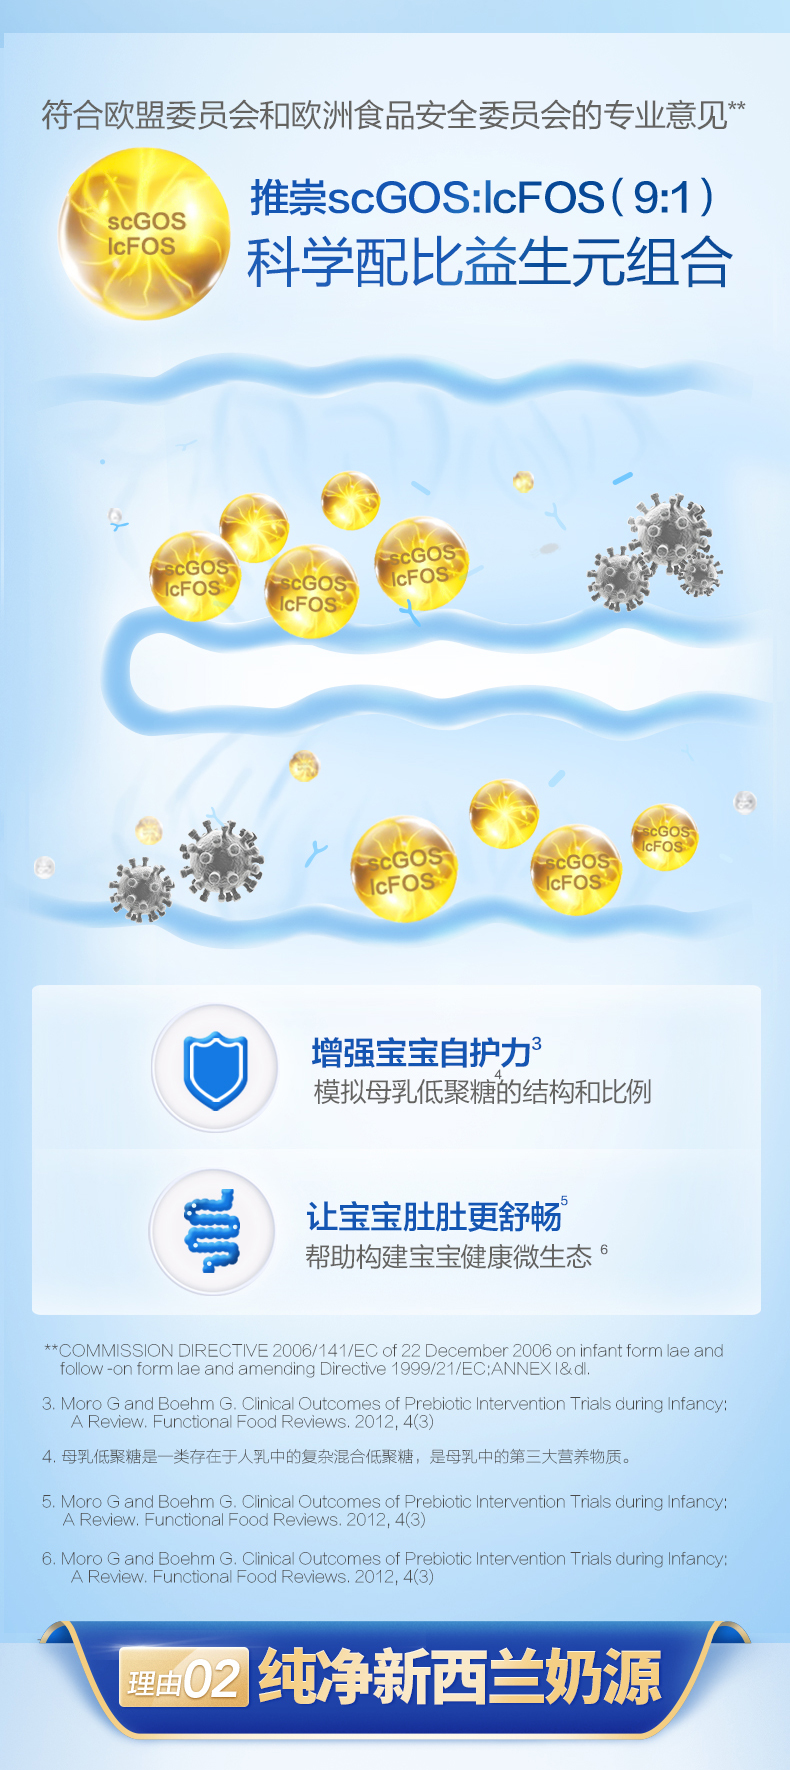 符合欧盟委员会和欧洲食品安全委员会的专业意见**
scGOS
lcFOS
推崇scGOS:lcFOS(9:1)
科学配比益生元组合
scGOS
lcFOS
scGOS
lcFOS
scGOS
lcFOS
scGOS
lcFOS
scGOS
lcFOS
scGOS
lcFOS
增强宝宝自护力3
模拟母乳低聚糖4的结构和比例
让宝宝肚肚更舒畅5
帮助构建宝宝健康微生态 6
**COMMISSION DIRECTIVE 2006/141/EC of 22 December 2006 on infant form lae and
follow -on form lae and amending Directive 1999/21/EC;ANNEX I&dl.
3. Moro G and Boehm G. Clinical Outcomes of Prebiotic Intervention Trials during Infancy:
A Review. Functional Food Reviews. 2012, 4(3)
4. 母乳低聚糖是一类存在于人乳中的复杂混合低聚糖，是母乳中的第三大营养物质。
5. Moro G and Boehm G. Clinical Outcomes of Prebiotic Intervention Trials during Infancy:
A Review. Functional Food Reviews. 2012, 4(3)
6. Moro G and Boehm G. Clinical Outcomes of Prebiotic Intervention Trials during Infancy:
A Review. Functional Food Reviews. 2012, 4(3)
理由02 纯净新西兰奶源